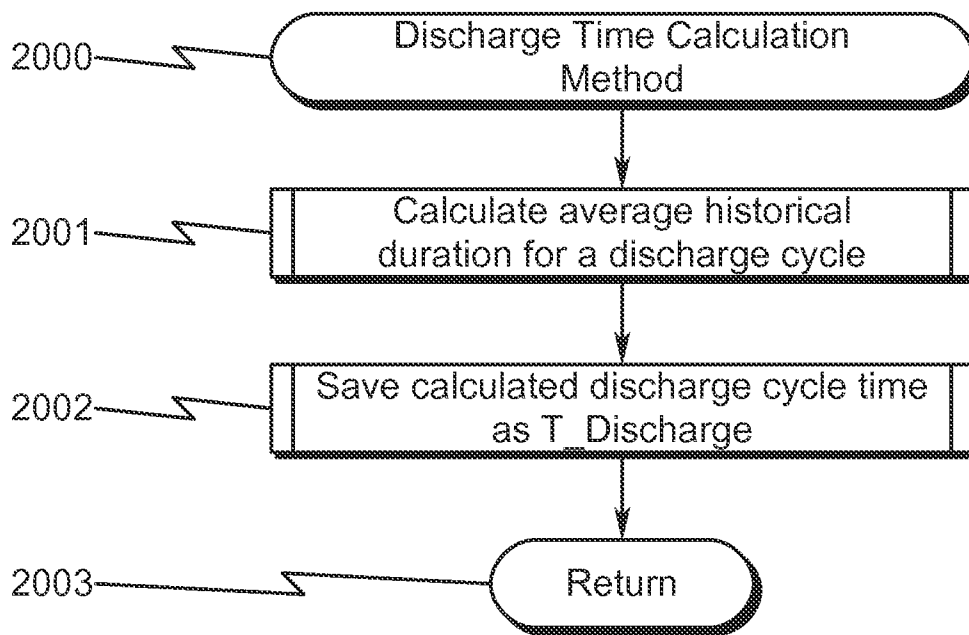 2000
Discharge Time Calculation
Method
2001
Calculate average historical
duration for a discharge cycle
2002
Save calculated discharge cycle time
as T_Discharge
2003
Return